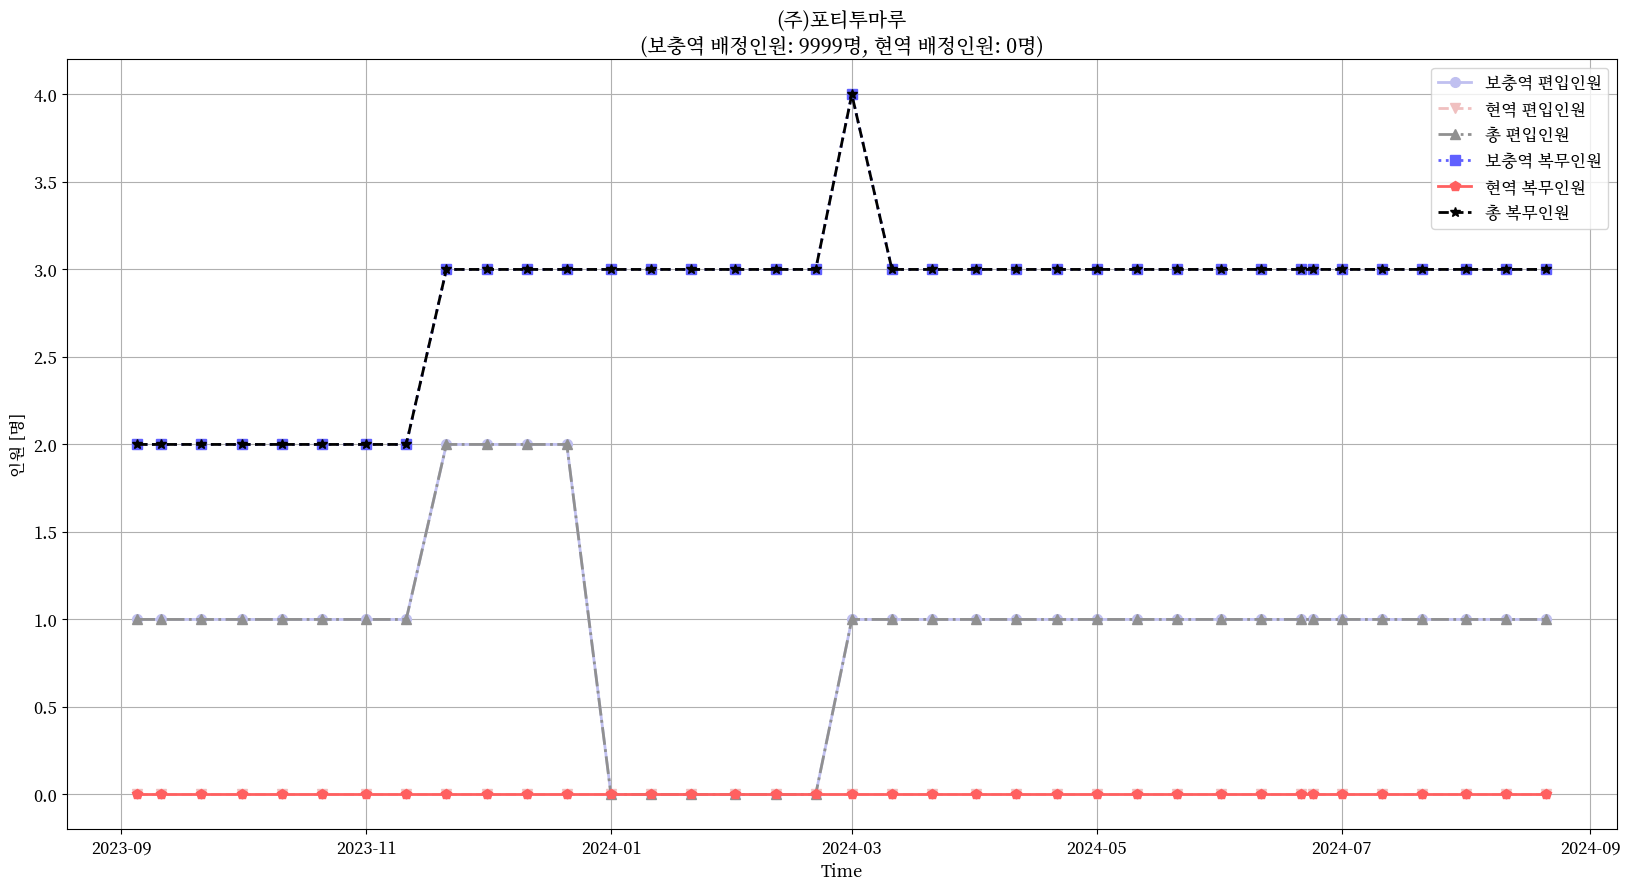 (주)포티투마루
(보충역 배정인원: 9999명, 현역 배정인원: 0명)
보충역 편입인원
현역 편입인원
총 편입인원
보충역 복무인원
현역 복무인원
총 복무인원
4.0
3.5
3.0
2.5
2.0
1.5
1.0
0.5
0.0
인원 [명]
2023-09 2023-11 2024-01 2024-03 2024-05 2024-07 2024-09
Time